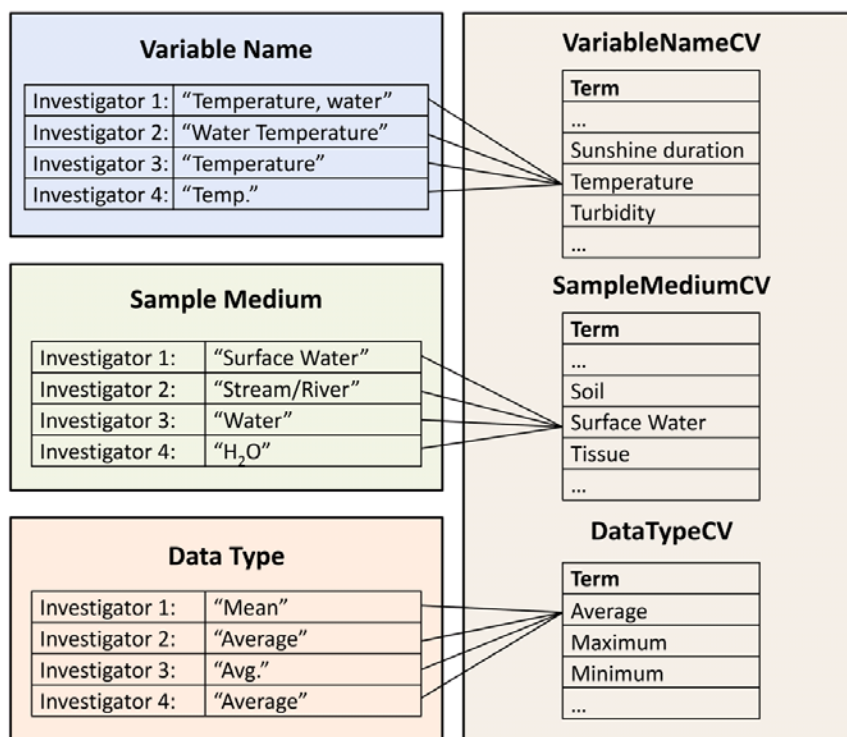 Variable Name
Investigator 1: “Temperature, water”
Investigator 2: “Water Temperature”
Investigator 3: “Temperature”
Investigator 4: “Temp.”
Sample Medium
Investigator 1: “Surface Water”
Investigator 2: “Stream/River”
Investigator 3: “Water”
Investigator 4: “H₂O”
Data Type
Investigator 1: “Mean”
Investigator 2: “Average”
Investigator 3: “Avg.”
Investigator 4: “Average”
VariableNameCV
Term
...
Sunshine duration
Temperature
Turbidity
...
SampleMediumCV
Term
...
Soil
Surface Water
Tissue
...
DataTypeCV
Term
Average
Maximum
Minimum
...